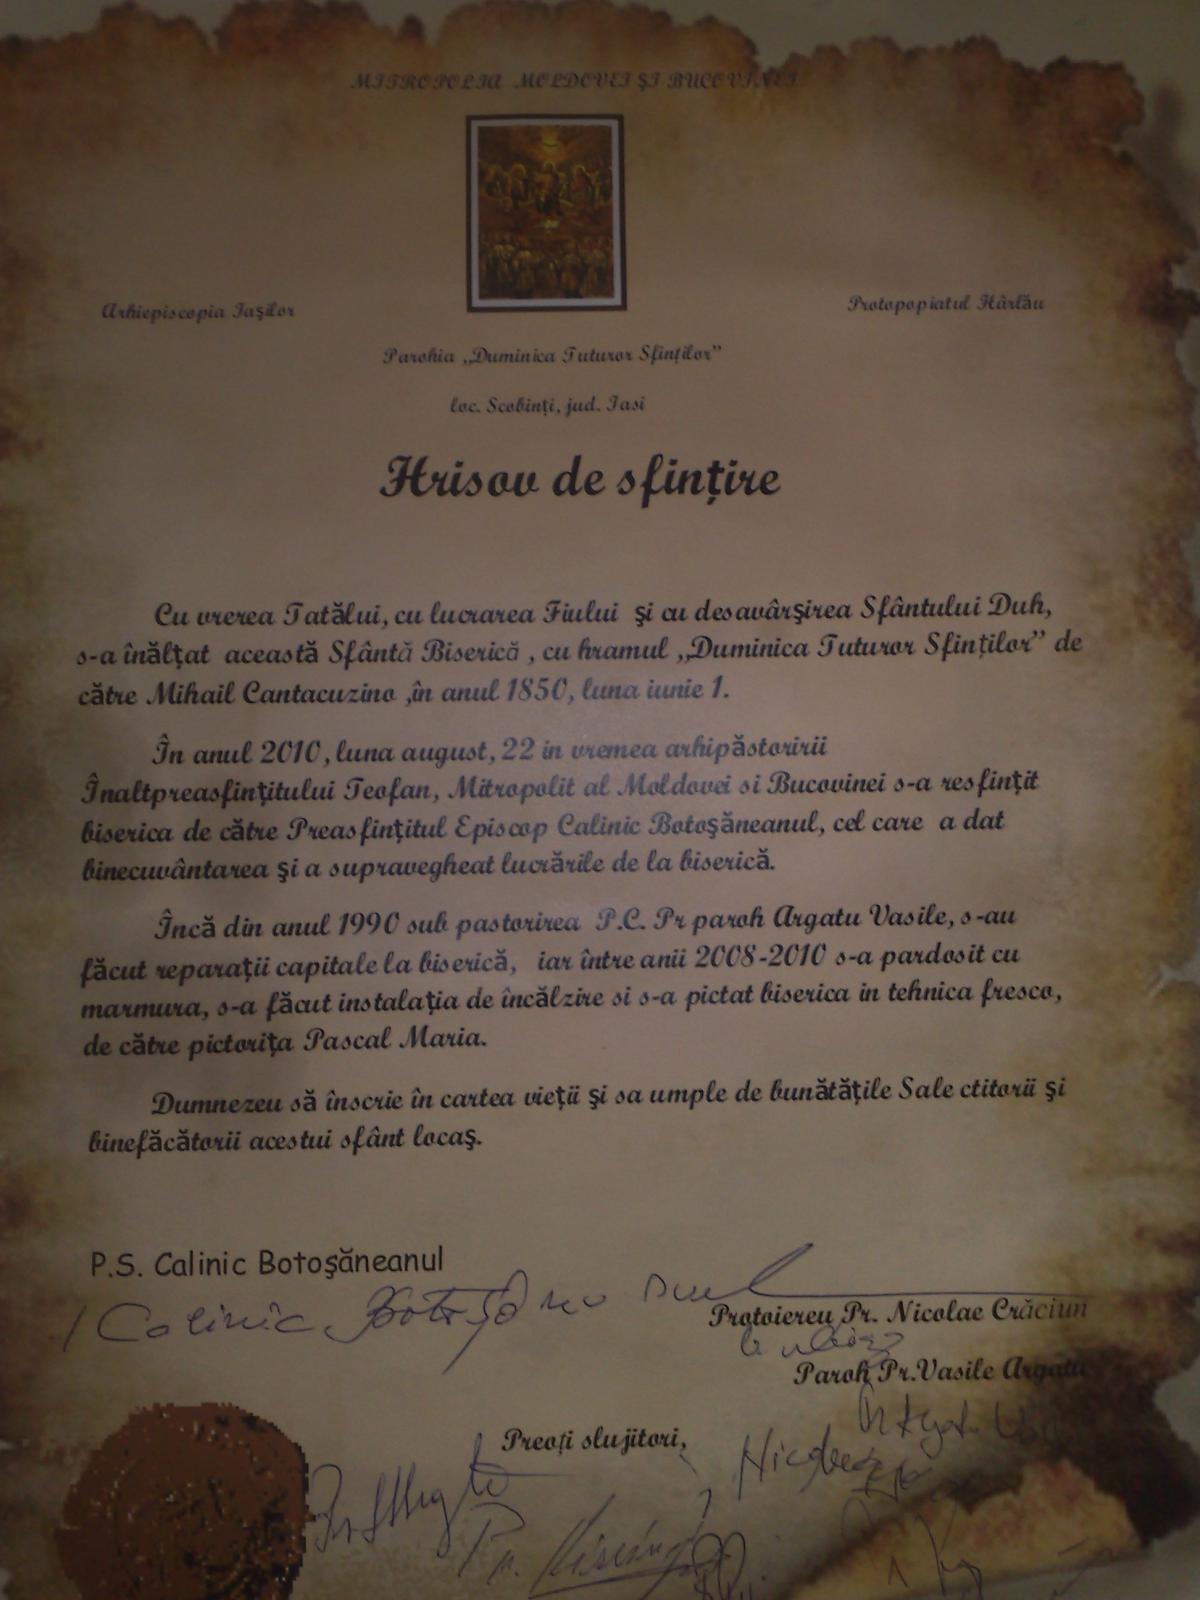 MITROPOLIA MOLDOVEI ŞI BUCOVINEI
Arhiepiscopia Iaşilor
Protopopiatul Hârlău
Parohia „Duminica Tuturor Sfinţilor”
loc. Scobinţi, jud. Iasi
Hrisov de sfinţire
Cu vrerea Tatălui, cu lucrarea Fiului şi cu desavârşirea Sfântului Duh,
s-a înălţat această Sfântă Biserică , cu hramul „Duminica Tuturor Sfinţilor” de
către Mihail Cantacuzino ,în anul 1850, luna iunie 1.
În anul 2010, luna august, 22 in vremea arhipăstoririi
Înaltpreasfinţitului Teofan, Mitropolit al Moldovei si Bucovinei s-a resfinţit
biserica de către Preasfinţitul Episcop Calinic Botoşăneanul, cel care a dat
binecuvântarea şi a supravegheat lucrările de la biserică.
Încă din anul 1990 sub pastorirea P.C. Pr paroh Argatu Vasile, s-au
făcut reparaţii capitale la biserică, iar între anii 2008-2010 s-a pardosit cu
marmura, s-a făcut instalaţia de încălzire si s-a pictat biserica in tehnica fresco,
de către pictoriţa Pascal Maria.
Dumnezeu să înscrie în cartea vieţii şi sa umple de bunătăţile Sale ctitorii şi
binefăcătorii acestui sfânt locaş.
P.S. Calinic Botoşăneanul
Calinic Botoşăneanul
Protoiereu Pr. Nicolae Crăciun
Paroh Pr.Vasile Argatu
Preoţi slujitori,